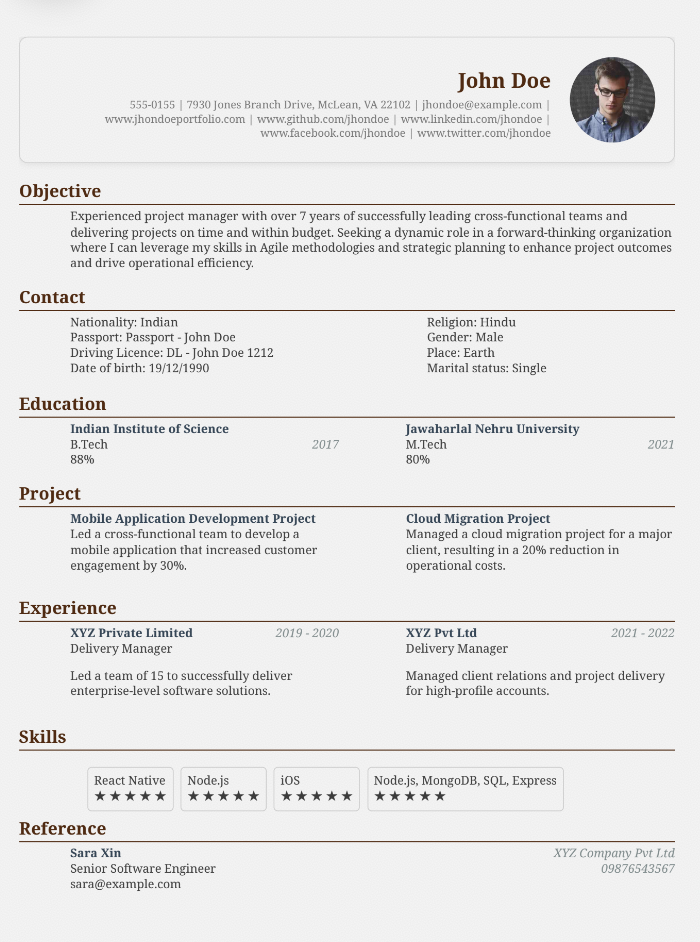 John Doe
555-0155 | 7930 Jones Branch Drive, McLean, VA 22102 | jhondoe@example.com |
www.jhondoeportfolio.com | www.github.com/jhondoe | www.linkedin.com/jhondoe |
www.facebook.com/jhondoe | www.twitter.com/jhondoe
Objective
Experienced project manager with over 7 years of successfully leading cross-functional teams and
delivering projects on time and within budget. Seeking a dynamic role in a forward-thinking organization
where I can leverage my skills in Agile methodologies and strategic planning to enhance project outcomes
and drive operational efficiency.
Contact
Nationality: Indian
Passport: Passport - John Doe
Driving Licence: DL - John Doe 1212
Date of birth: 19/12/1990
Religion: Hindu
Gender: Male
Place: Earth
Marital status: Single
Education
Indian Institute of Science
B.Tech 2017
88%
Jawaharlal Nehru University
M.Tech 2021
80%
Project
Mobile Application Development Project
Led a cross-functional team to develop a
mobile application that increased customer
engagement by 30%.
Cloud Migration Project
Managed a cloud migration project for a major
client, resulting in a 20% reduction in
operational costs.
Experience
XYZ Private Limited 2019 - 2020
Delivery Manager
Led a team of 15 to successfully deliver
enterprise-level software solutions.
XYZ Pvt Ltd 2021 - 2022
Delivery Manager
Managed client relations and project delivery
for high-profile accounts.
Skills
React Native
★★★★★
Node.js
★★★★★
iOS
★★★★★
Node.js, MongoDB, SQL, Express
★★★★★
Reference
Sara Xin
Senior Software Engineer
sara@example.com
XYZ Company Pvt Ltd
09876543567